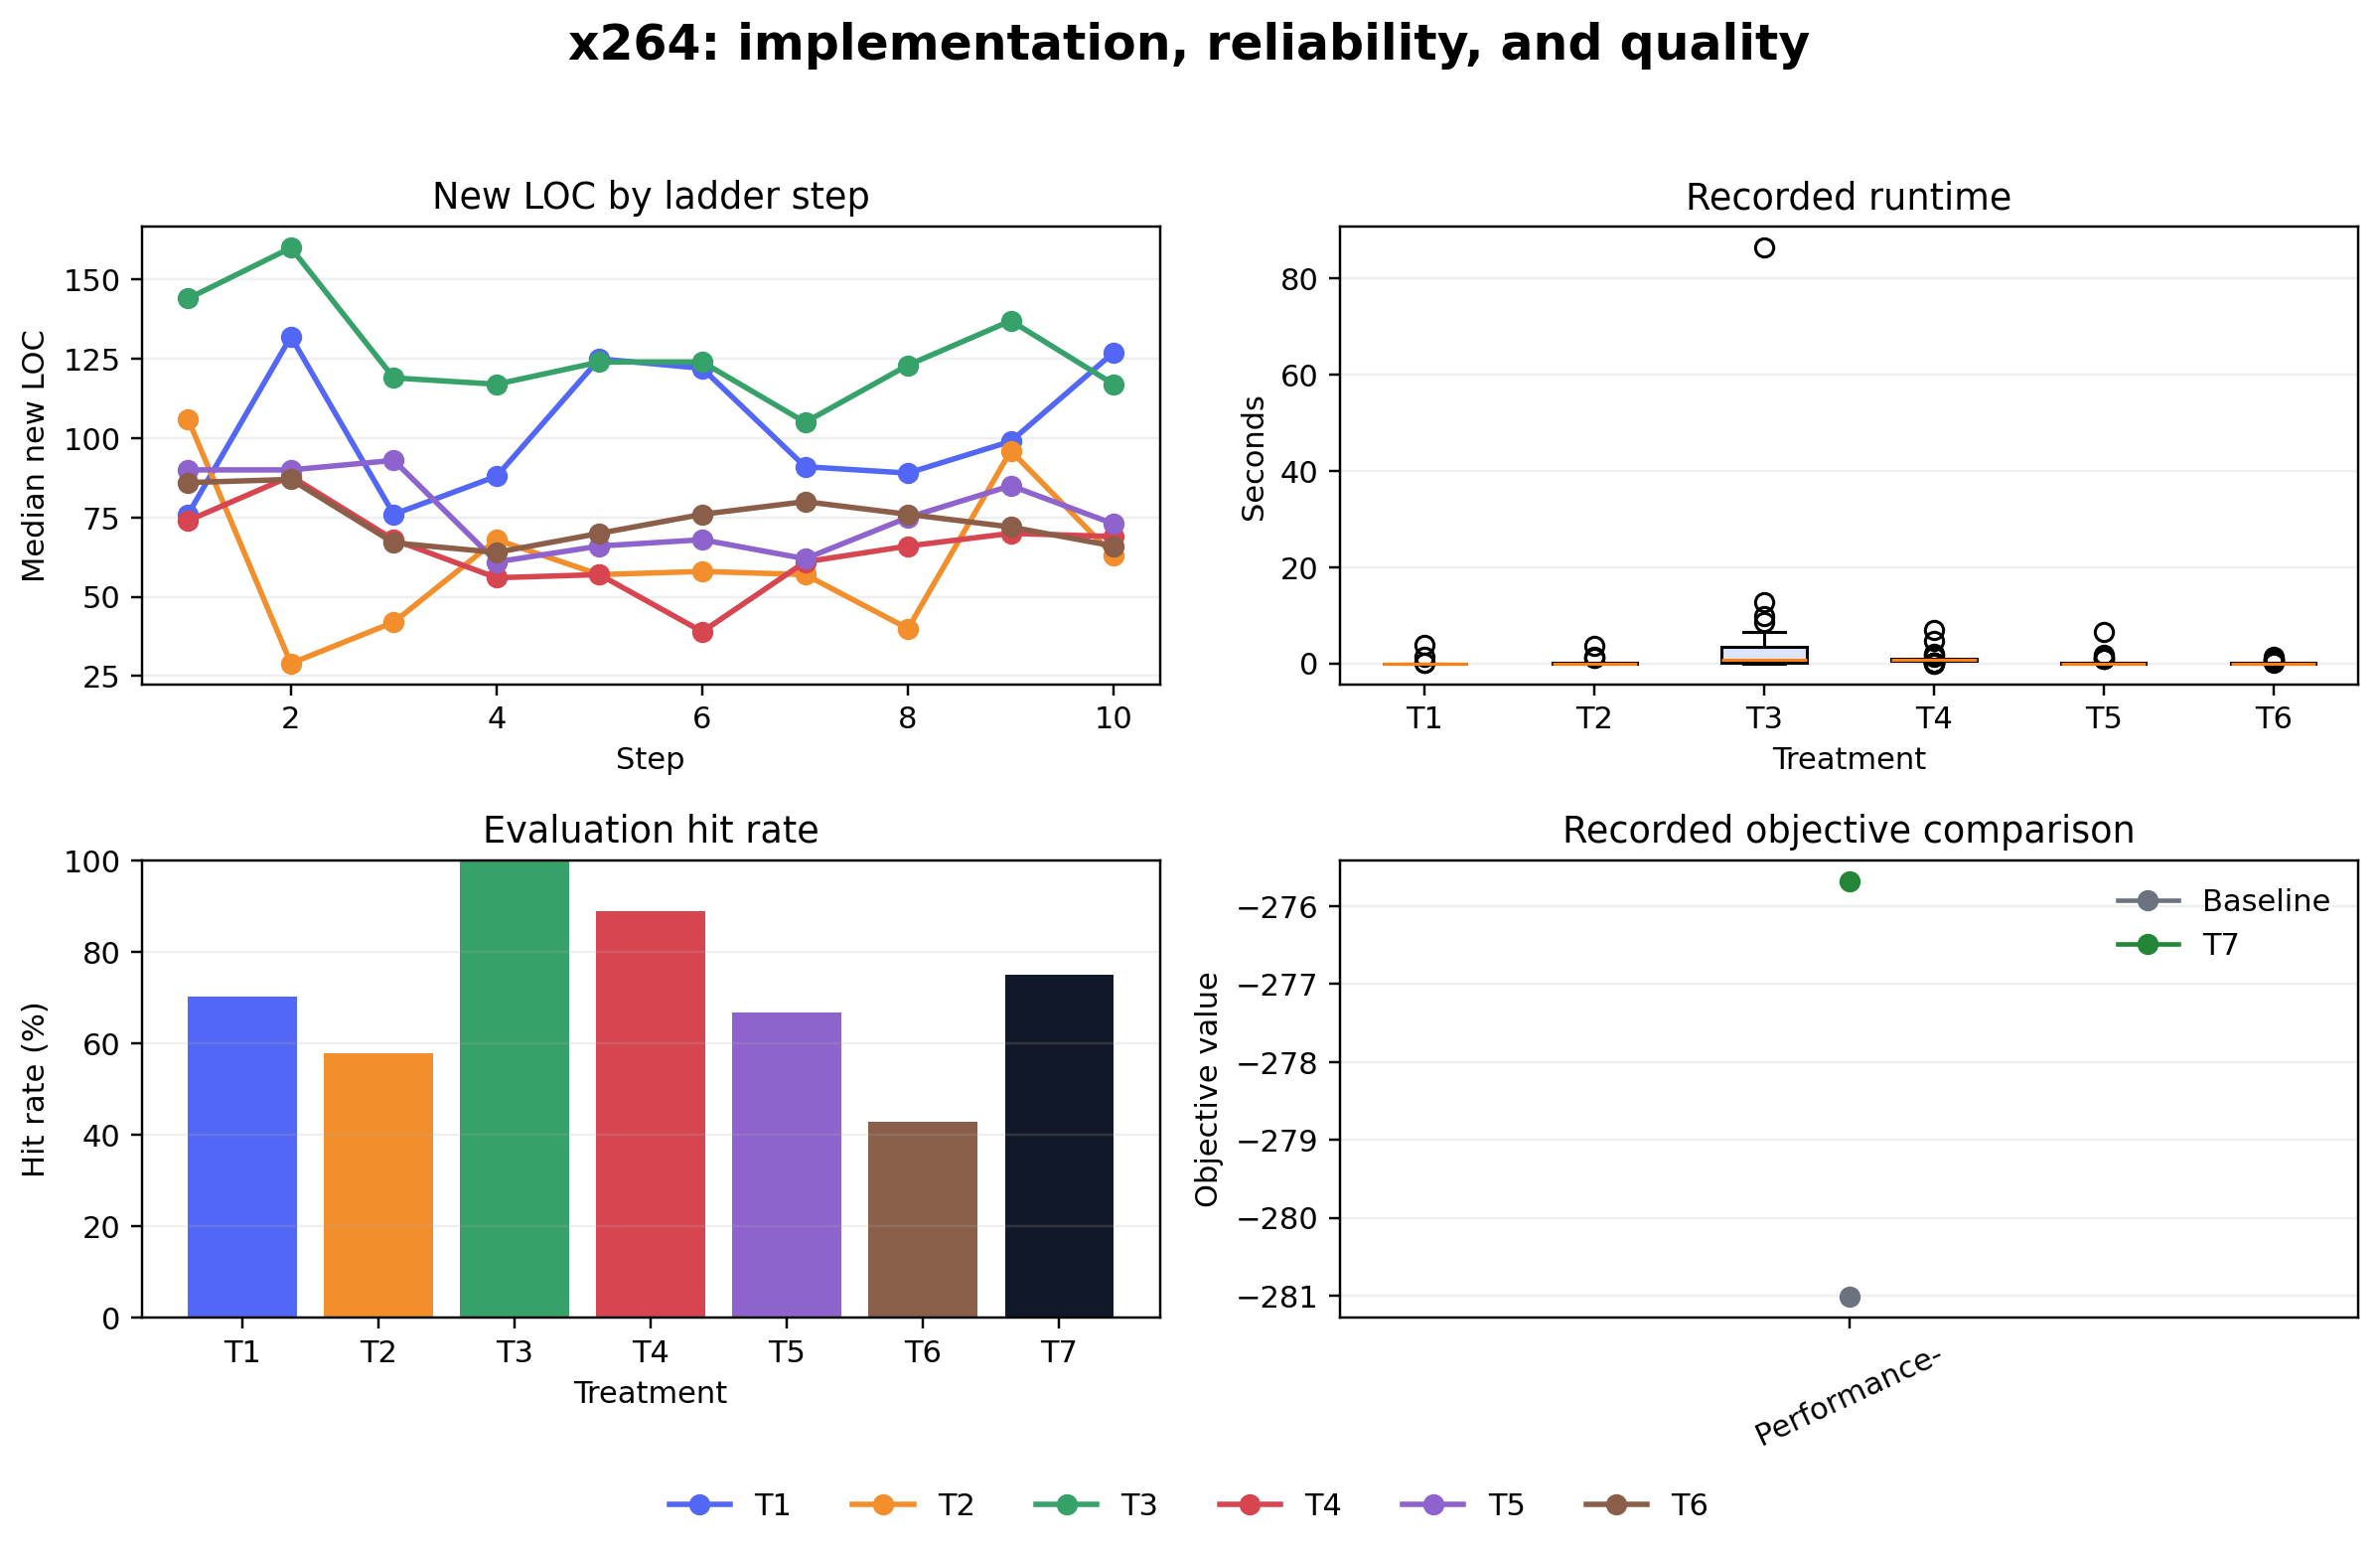 x264: implementation, reliability, and quality
New LOC by ladder step
Median new LOC
150
125
100
75
50
25
2 4 6 8 10
Step
Recorded runtime
Seconds
80
60
40
20
0
T1 T2 T3 T4 T5 T6
Treatment
Evaluation hit rate
Hit rate (%)
100
80
60
40
20
0
T1 T2 T3 T4 T5 T6 T7
Treatment
Recorded objective comparison
Objective value
−276
−277
−278
−279
−280
−281
Baseline
T7
Performance-
T1 T2 T3 T4 T5 T6